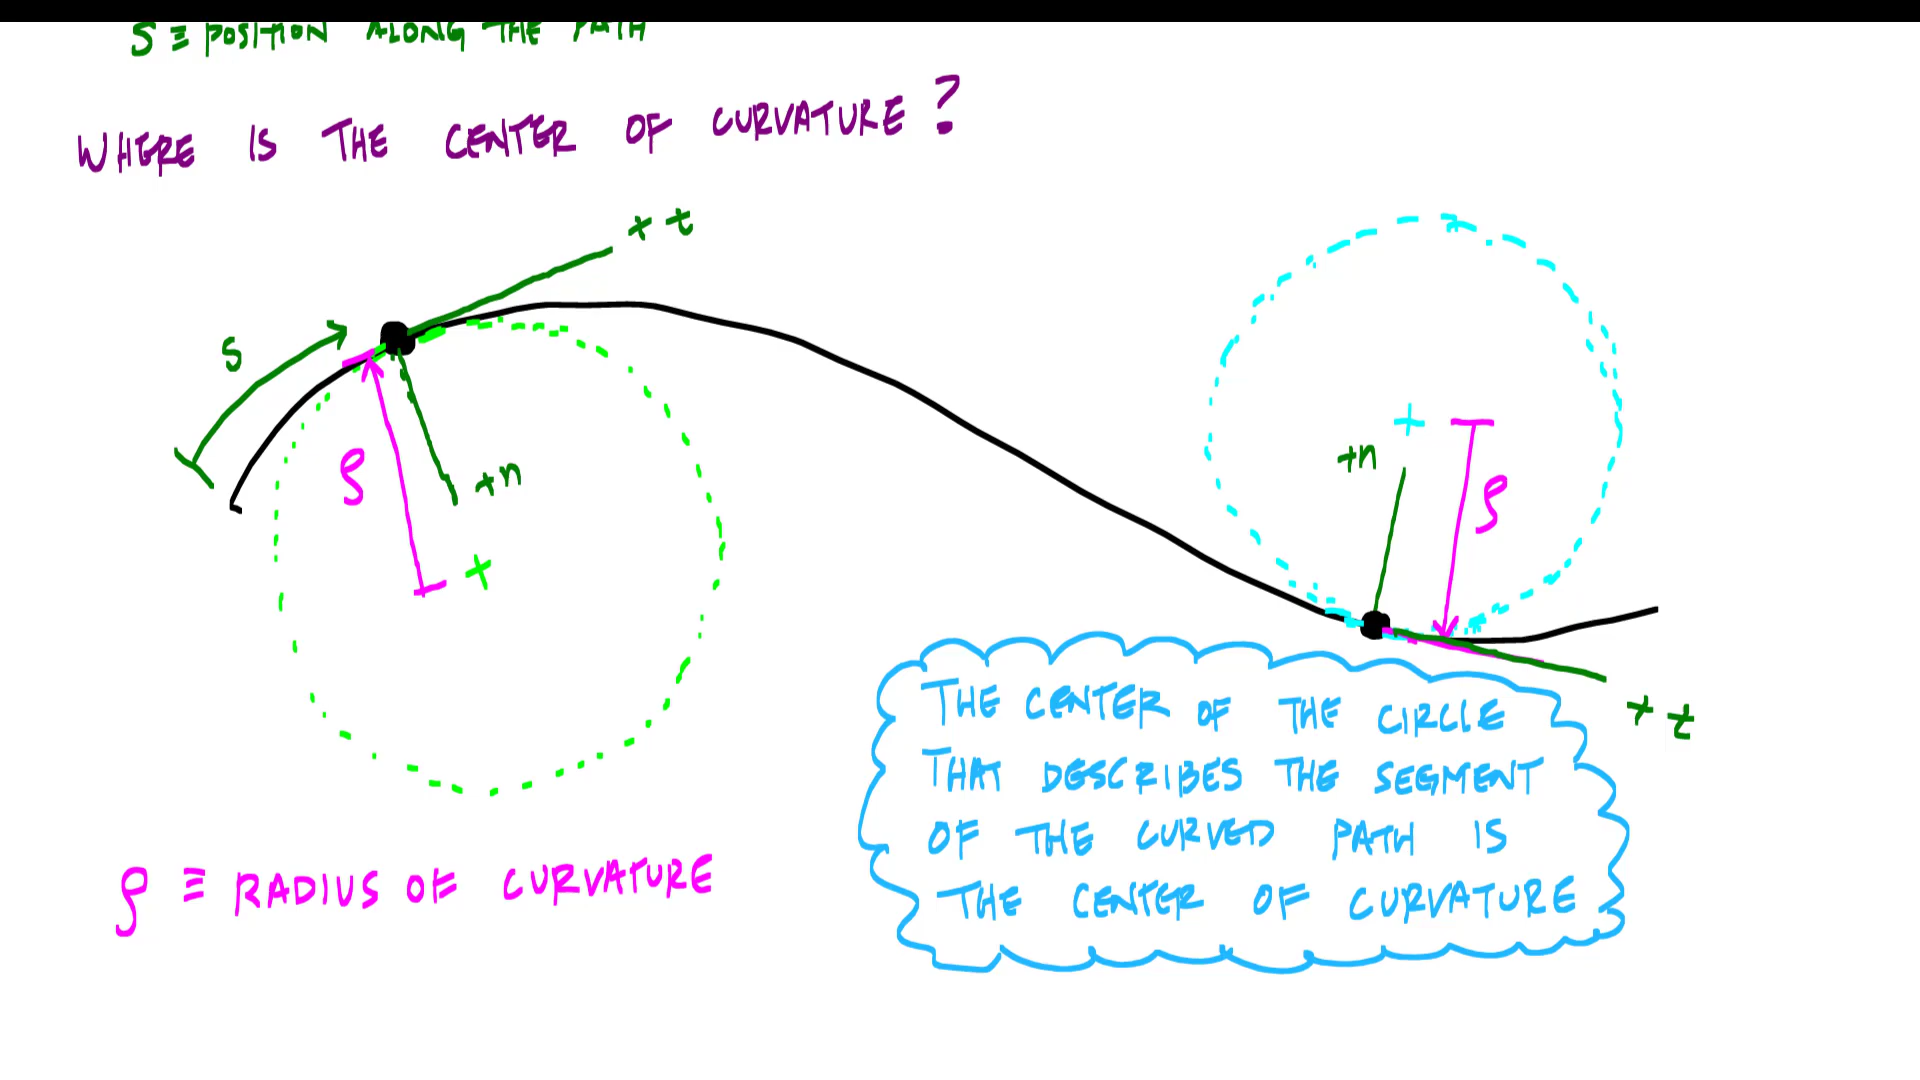 S ≡ POSITION ALONG THE PATH
WHERE IS THE CENTER OF CURVATURE?
+ t
S
ρ
+n
+n
ρ
+ t
THE CENTER OF THE CIRCLE
THAT DESCRIBES THE SEGMENT
OF THE CURVED PATH IS
THE CENTER OF CURVATURE
ρ ≡ RADIUS OF CURVATURE